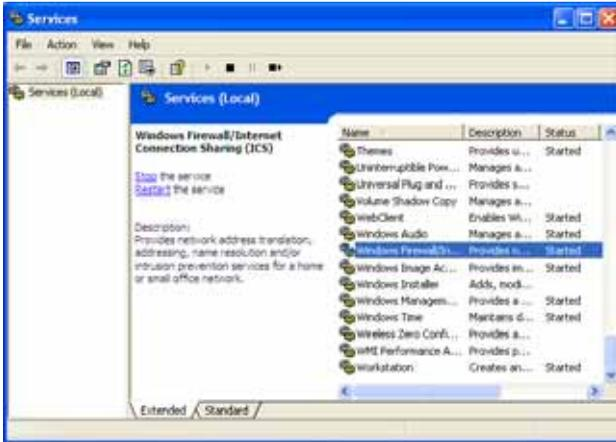 Services
File Action View Help
Services (Local)
Services (Local)
Windows Firewall/Internet
Connection Sharing (ICS)
Stop the service
Restart the service
Description:
Provides network address translation,
addressing, name resolution and/or
intrusion prevention services for a home
or small office network.
Name Description Status
Themes Provides u... Started
Uninterruptible Pow... Manages a...
Universal Plug and ... Provides s...
Volume Shadow Copy Manages a...
WebClient Enables Wi... Started
Windows Audio Manages a... Started
Windows Firewall/In... Provides n... Started
Windows Image Ac... Provides im... Started
Windows Installer Adds, modi...
Windows Managem... Provides a ... Started
Windows Time Maintains d... Started
Wireless Zero Confi... Provides a...
WMI Performance A... Provides p...
Workstation Creates an... Started
Extended Standard